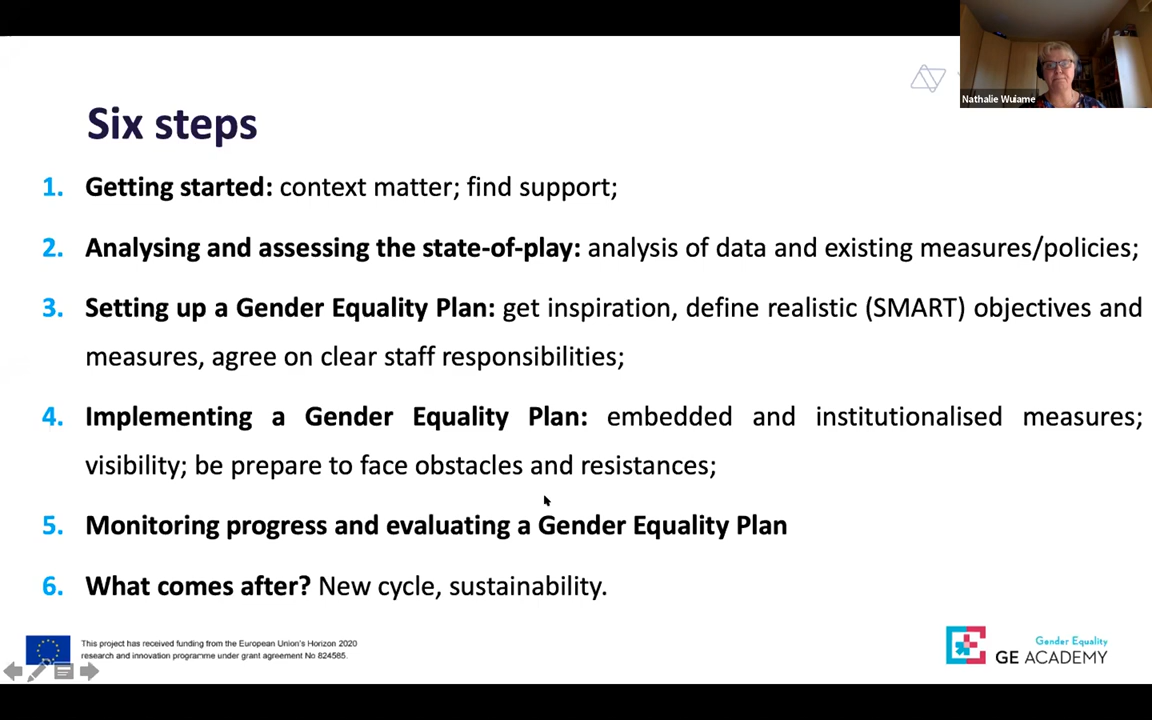 Nathalie Wuiame
Six steps
1. Getting started: context matter; find support;
2. Analysing and assessing the state-of-play: analysis of data and existing measures/policies;
3. Setting up a Gender Equality Plan: get inspiration, define realistic (SMART) objectives and
measures, agree on clear staff responsibilities;
4. Implementing a Gender Equality Plan: embedded and institutionalised measures;
visibility; be prepare to face obstacles and resistances;
5. Monitoring progress and evaluating a Gender Equality Plan
6. What comes after? New cycle, sustainability.
This project has received funding from the European Union's Horizon 2020
research and innovation programme under grant agreement No 824585.
Gender Equality
GE ACADEMY